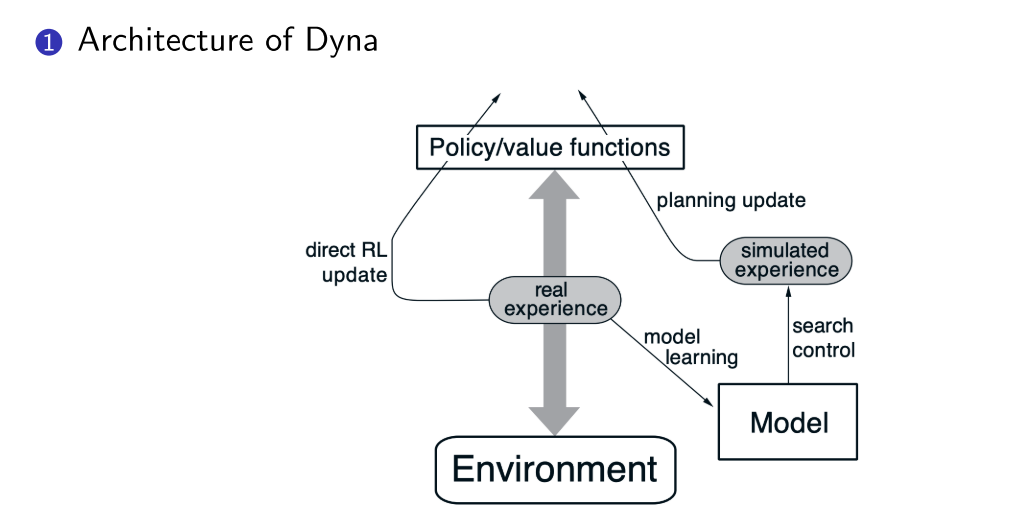 1 Architecture of Dyna
Policy/value functions
planning update
direct RL
update
simulated
experience
real
experience
model
learning
search
control
Model
Environment